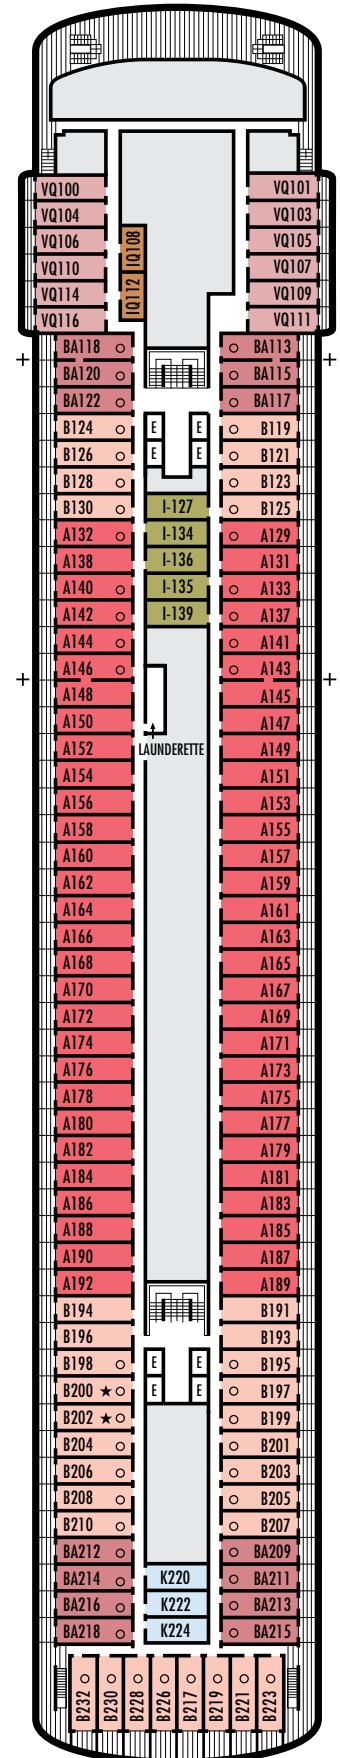 VQ100 VQ101
VQ104 VQ103
VQ106 IQ108 VQ105
VQ110 VQ107
VQ114 IQ112 VQ109
VQ116 VQ111
BA118 BA113
BA120 BA115
BA122 BA117
B124 E E B119
B126 E E B121
B128 B123
B130 I-127 B125
A132 I-134 A129
A138 I-136 A131
A140 I-135 A133
A142 I-139 A137
A144 A141
A146 A143
A148 A145
A150 A147
A152 LAUNDERETTE A149
A154 A151
A156 A153
A158 A155
A160 A157
A162 A159
A164 A161
A166 A163
A168 A165
A170 A167
A172 A169
A174 A171
A176 A173
A178 A175
A180 A177
A182 A179
A184 A181
A186 A183
A188 A185
A190 A187
A192 A189
B194 B191
B196 B193
B198 E E B195
B200 ★ E E B197
B202 ★ B199
B204 B201
B206 B203
B208 B205
B210 B207
BA212 BA209
BA214 K220 BA211
BA216 K222 BA213
BA218 K224 BA215
B232 B230 B228 B226 B217 B219 B221 B223